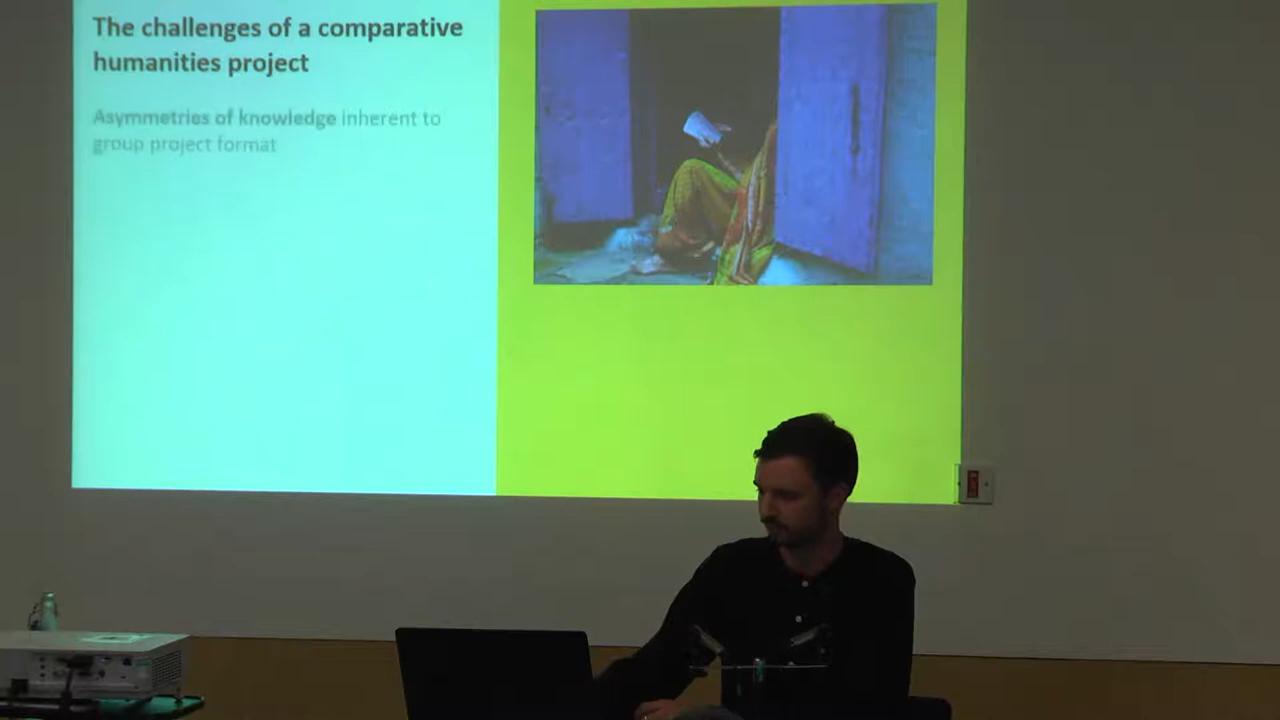 The challenges of a comparative
humanities project
Asymmetries of knowledge inherent to
group project format